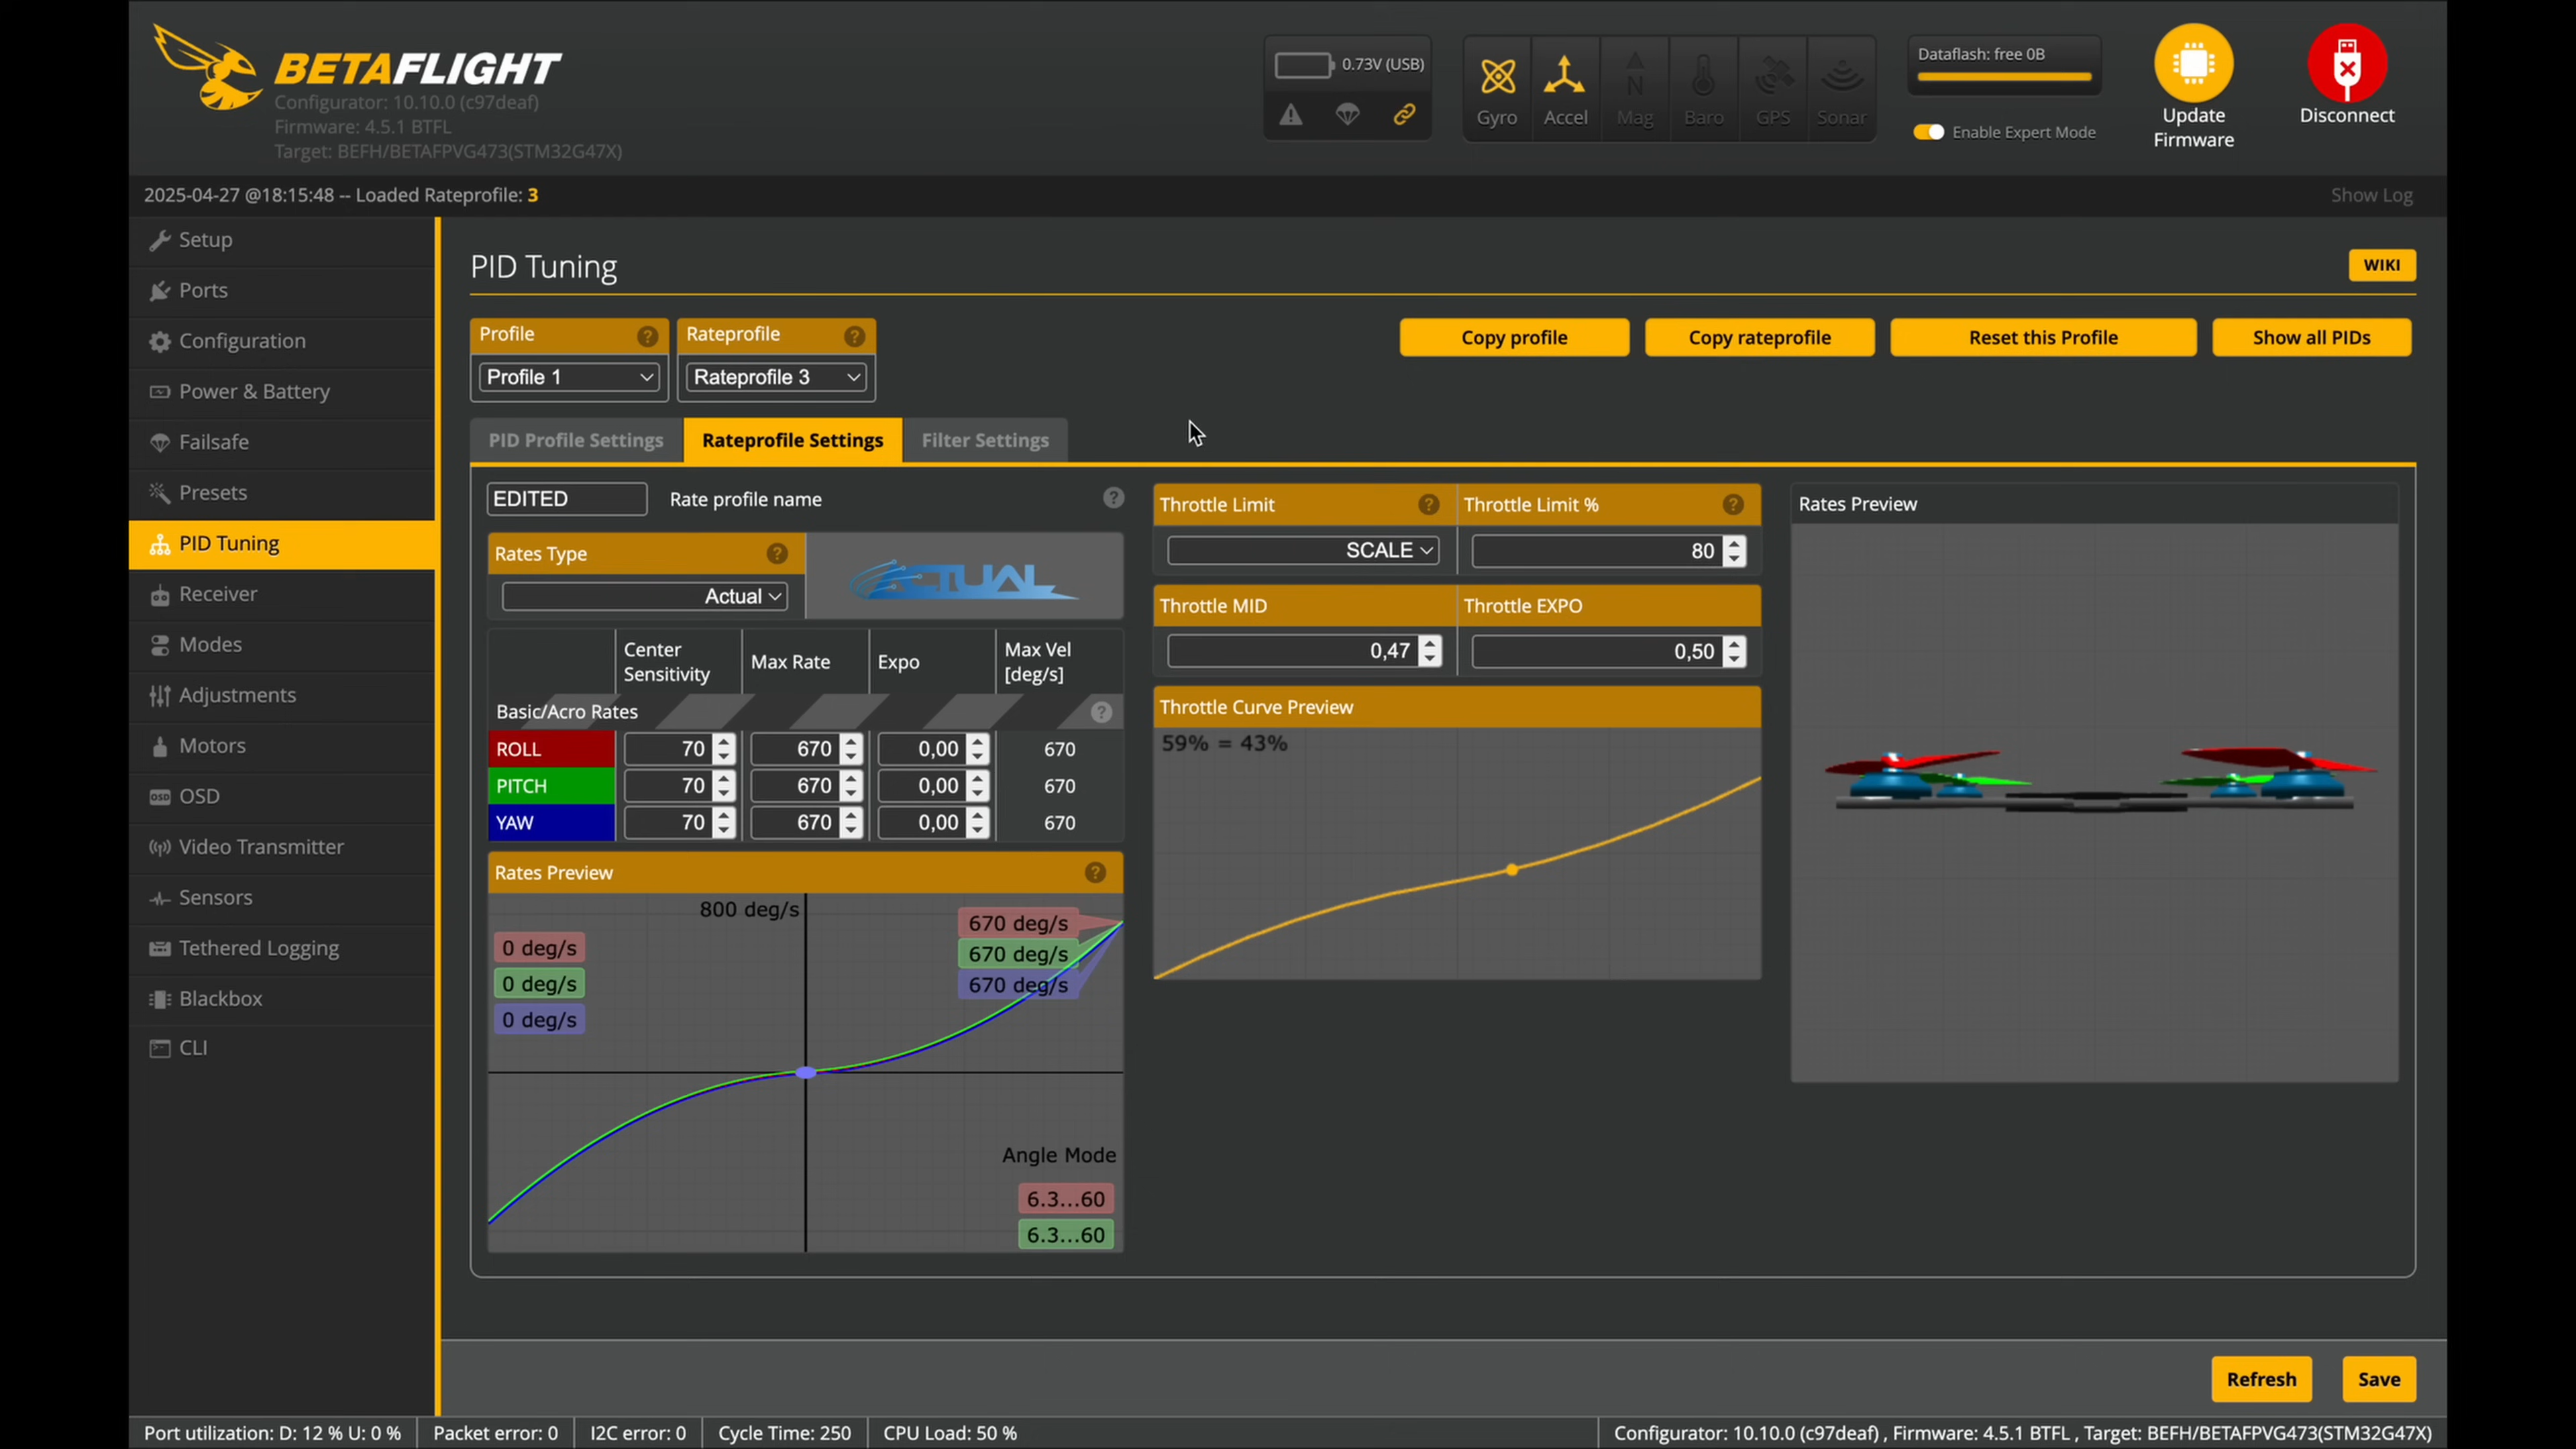 BETAFLIGHT
Configurator: 10.10.0 (c97deaf)
Firmware: 4.5.1 BTFL
Target: BEFH/BETAFPVG473(STM32G47X)
0.73V (USB)
Gyro
Accel
Mag
Baro
GPS
Sonar
Dataflash: free 0B
Enable Expert Mode
Update
Firmware
Disconnect
2025-04-27 @18:15:48 -- Loaded Rateprofile: 3
Show Log
Setup
Ports
Configuration
Power & Battery
Failsafe
Presets
PID Tuning
Receiver
Modes
Adjustments
Motors
OSD
Video Transmitter
Sensors
Tethered Logging
Blackbox
CLI
PID Tuning
WIKI
Profile
Profile 1
Rateprofile
Rateprofile 3
Copy profile
Copy rateprofile
Reset this Profile
Show all PIDs
PID Profile Settings
Rateprofile Settings
Filter Settings
EDITED
Rate profile name
Rates Type
Actual
ACTUAL
Center
Sensitivity
Max Rate
Expo
Max Vel
[deg/s]
Basic/Acro Rates
ROLL 70 670 0,00 670
PITCH 70 670 0,00 670
YAW 70 670 0,00 670
Rates Preview
800 deg/s
0 deg/s
0 deg/s
0 deg/s
670 deg/s
670 deg/s
670 deg/s
Angle Mode
6.3...60
6.3...60
Throttle Limit
SCALE
Throttle Limit %
80
Throttle MID
0,47
Throttle EXPO
0,50
Throttle Curve Preview
59% = 43%
Rates Preview
Refresh
Save
Port utilization: D: 12 % U: 0 %
Packet error: 0
I2C error: 0
Cycle Time: 250
CPU Load: 50 %
Configurator: 10.10.0 (c97deaf) , Firmware: 4.5.1 BTFL , Target: BEFH/BETAFPVG473(STM32G47X)